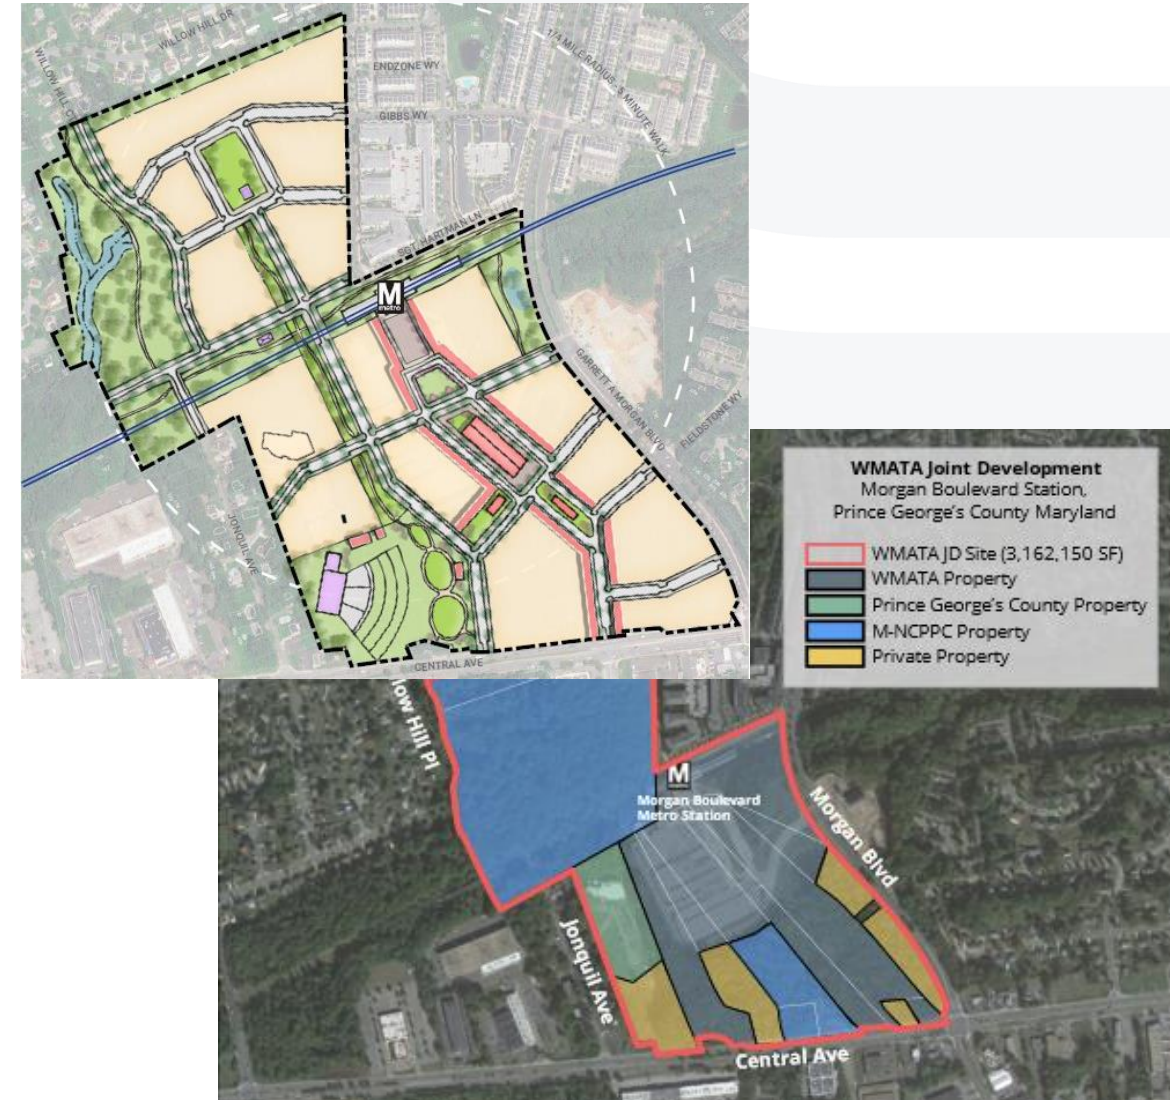 WILLOW HILL DR
WILLOW HILL
ENDZONE WY
GIBBS WY
1/4 MILE RADIUS - 5 MINUTE WALK
SGT. HARTMAN LN
M
metro
GARRETT A MORGAN BLVD
FIELDSTONE WY
JONQUIL AVE
CENTRAL AVE
WMATA Joint Development
Morgan Boulevard Station,
Prince George's County Maryland
WMATA JD Site (3,162,150 SF)
WMATA Property
Prince George's County Property
M-NCPPC Property
Private Property
low Hill Pl
M
Morgan Boulevard
Metro Station
Morgan Blvd
Jonquil Ave
Central Ave